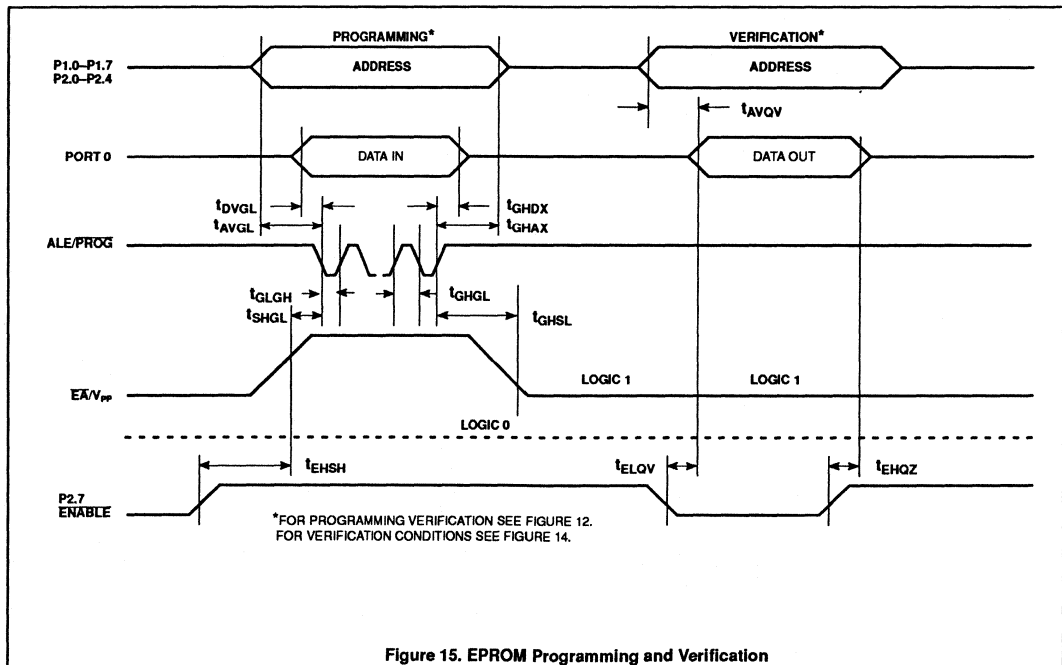 PROGRAMMING*
VERIFICATION*
P1.0–P1.7
P2.0–P2.4
ADDRESS
ADDRESS
tAVQV
PORT 0
DATA IN
DATA OUT
tDVGL
tGHDX
tAVGL
tGHAX
ALE/PROG
tGLGH
tGHGL
tSHGL
tGHSL
EA/Vpp
LOGIC 1
LOGIC 1
LOGIC 0
tEHSH
tELQV
tEHQZ
P2.7
ENABLE
*FOR PROGRAMMING VERIFICATION SEE FIGURE 12.
FOR VERIFICATION CONDITIONS SEE FIGURE 14.
Figure 15. EPROM Programming and Verification